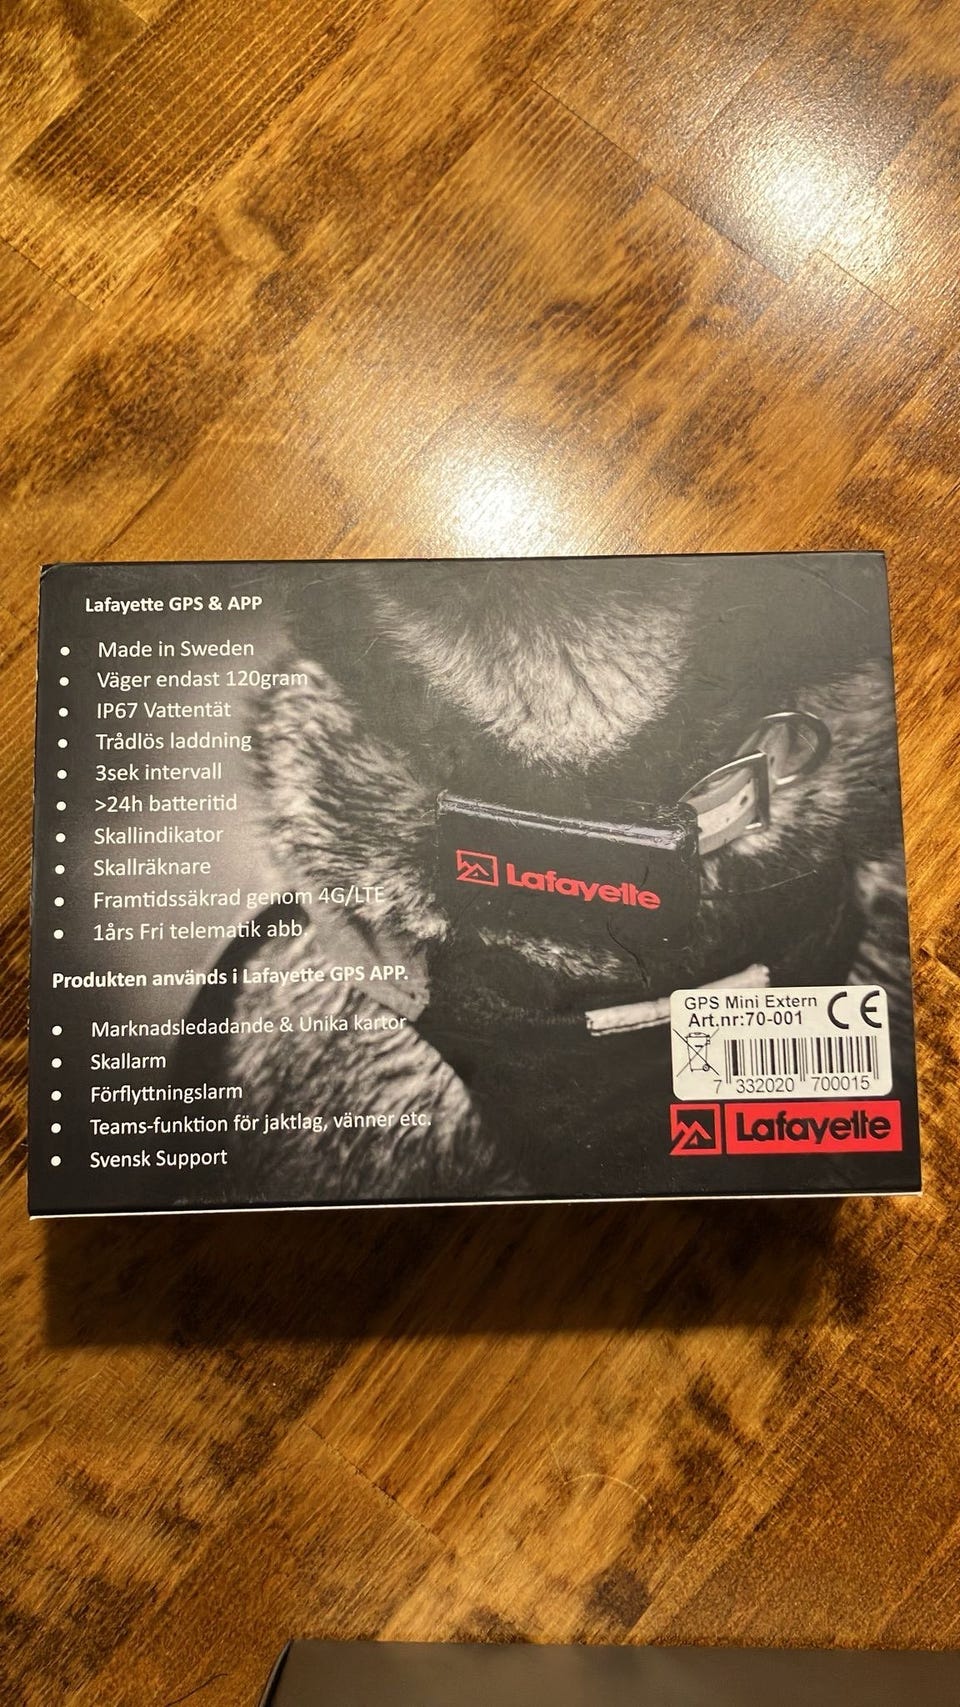 Lafayette GPS & APP
Made in Sweden
Väger endast 120gram
IP67 Vattentät
Trådlös laddning
3sek intervall
>24h batteritid
Skallindikator
Skallräknare
Framtidssäkrad genom 4G/LTE
1års Fri telematik abb.
Produkten används i Lafayette GPS APP.
Marknadsledadande & Unika kartor
Skallarm
Förflyttningslarm
Teams-funktion för jaktlag, vänner etc.
Svensk Support
Lafayette
GPS Mini Extern
Art.nr:70-001
CE
7 332020 700015
Lafayette